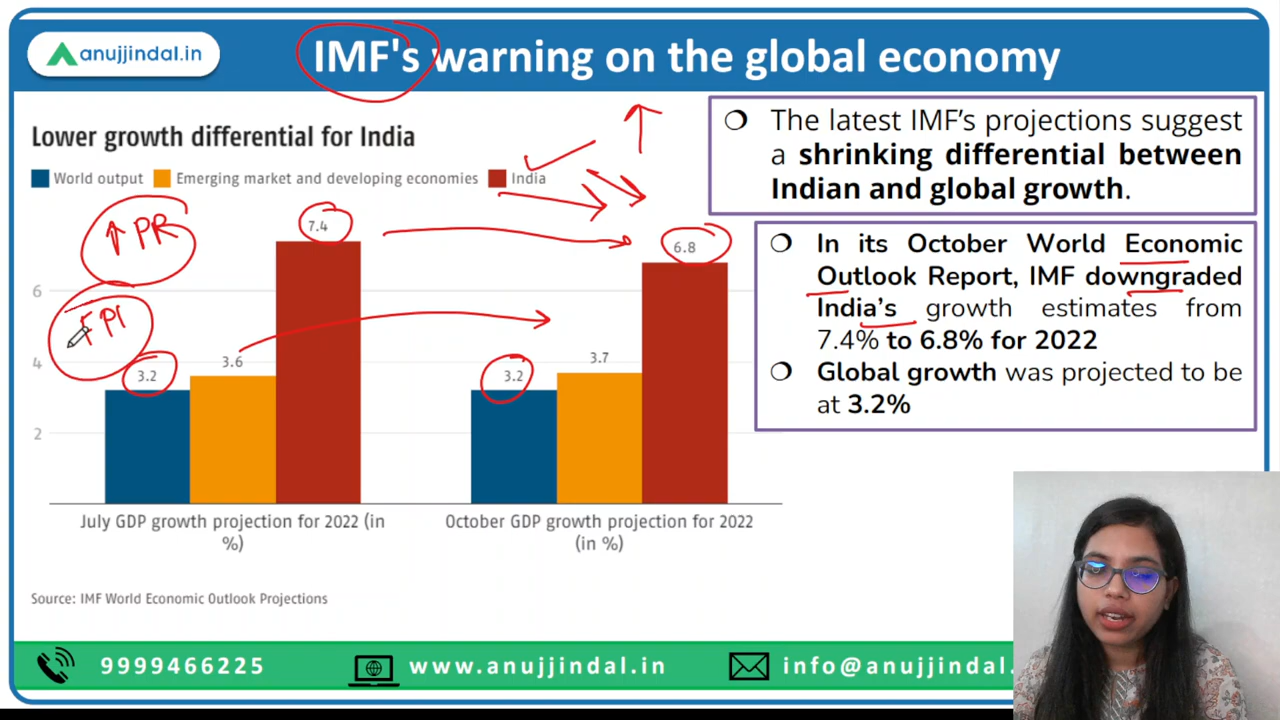 anujjindal.in
IMF's warning on the global economy
Lower growth differential for India
World output Emerging market and developing economies India
7.4
3.6
3.2
6.8
3.7
3.2
6
4
2
July GDP growth projection for 2022 (in
%)
October GDP growth projection for 2022
(in %)
Source: IMF World Economic Outlook Projections
↑ PR
FPI
The latest IMF's projections suggest
a shrinking differential between
Indian and global growth.
In its October World Economic
Outlook Report, IMF downgraded
India's growth estimates from
7.4% to 6.8% for 2022
Global growth was projected to be
at 3.2%
9999466225 www.anujjindal.in info@anujjindal.